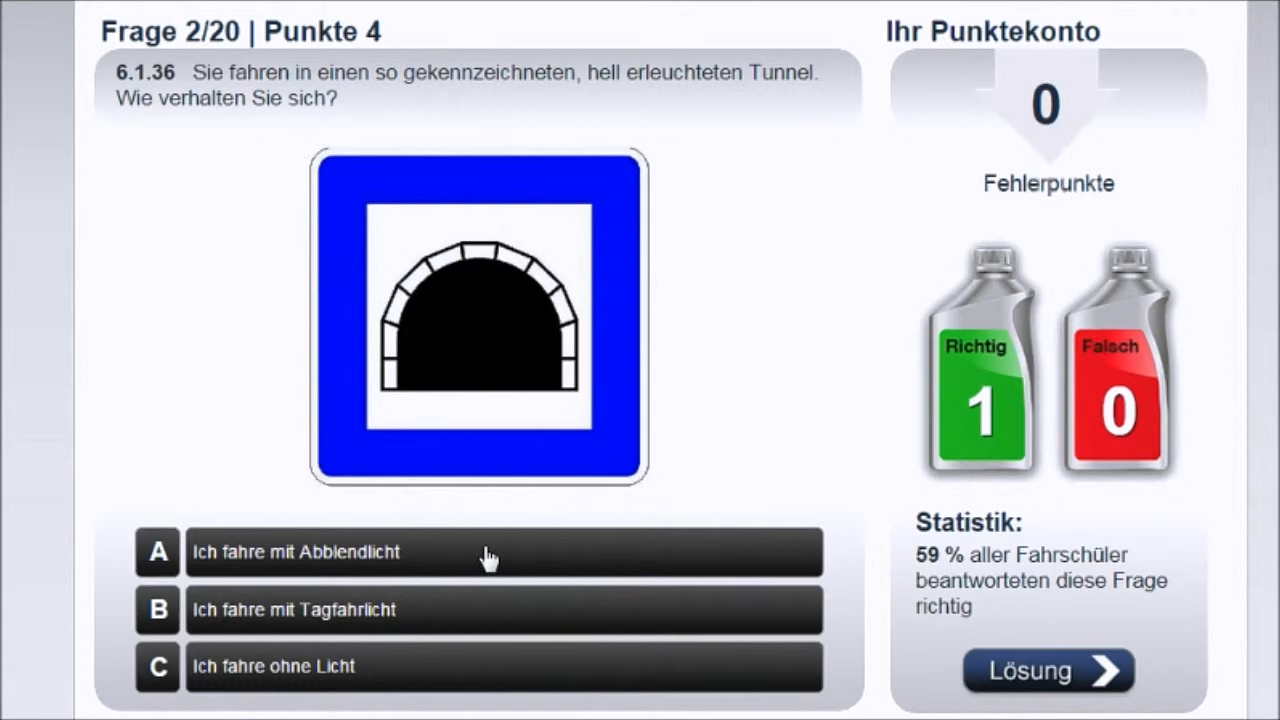 Frage 2/20 | Punkte 4
6.1.36 Sie fahren in einen so gekennzeichneten, hell erleuchteten Tunnel.
Wie verhalten Sie sich?
A Ich fahre mit Abblendlicht
B Ich fahre mit Tagfahrlicht
C Ich fahre ohne Licht
Ihr Punktekonto
0
Fehlerpunkte
Richtig
1
Falsch
0
Statistik:
59 % aller Fahrschüler
beantworteten diese Frage
richtig
Lösung